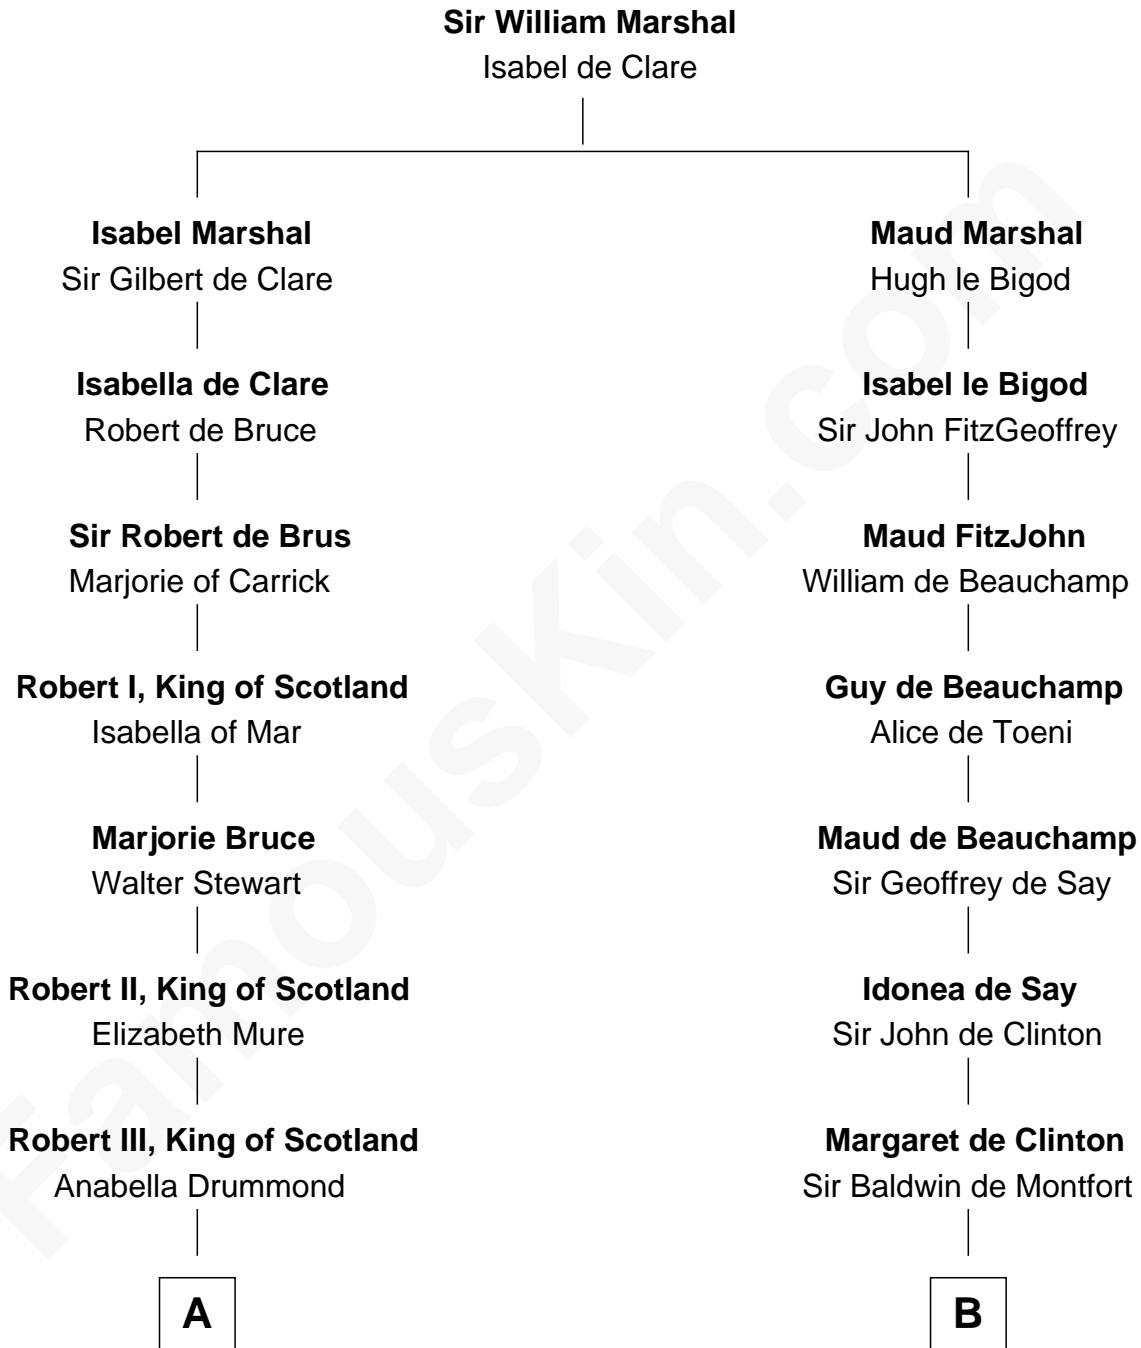 Sir William Marshal
Isabel de Clare
Isabel Marshal
Sir Gilbert de Clare
Isabella de Clare
Robert de Bruce
Sir Robert de Brus
Marjorie of Carrick
Robert I, King of Scotland
Isabella of Mar
Marjorie Bruce
Walter Stewart
Robert II, King of Scotland
Elizabeth Mure
Robert III, King of Scotland
Anabella Drummond
A
Maud Marshal
Hugh le Bigod
Isabel le Bigod
Sir John FitzGeoffrey
Maud FitzJohn
William de Beauchamp
Guy de Beauchamp
Alice de Toeni
Maud de Beauchamp
Sir Geoffrey de Say
Idonea de Say
Sir John de Clinton
Margaret de Clinton
Sir Baldwin de Montfort
B
FamousKin.com